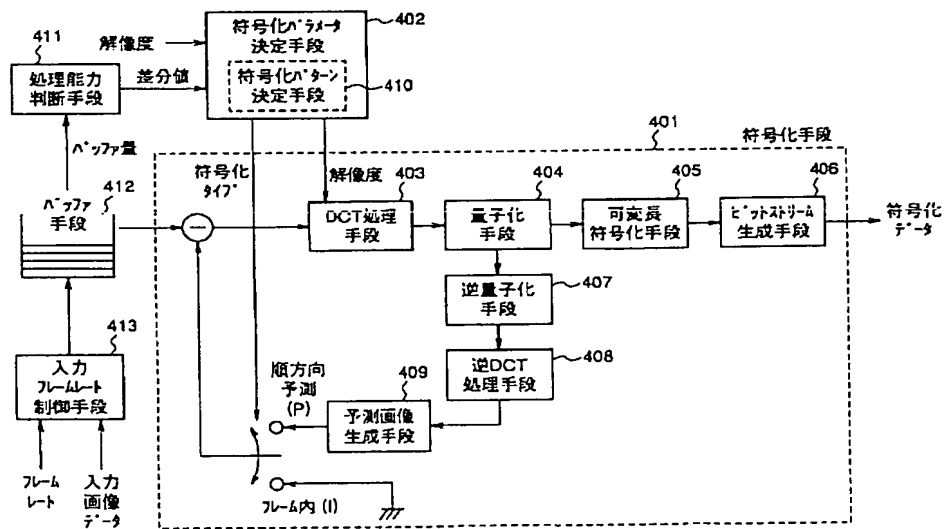 411
処理能力
判断手段
解像度
差分値
符号化ﾊﾟﾗﾒｰﾀ
決定手段
402
符号化ﾊﾟﾀｰﾝ
決定手段
410
ﾊﾞｯﾌｧ量
ﾊﾞｯﾌｧ
手段
412
413
入力
ﾌﾚｰﾑﾚｰﾄ
制御手段
ﾌﾚｰﾑ
ﾚｰﾄ
入力
画像
ﾃﾞｰﾀ
401
符号化手段
符号化
ﾀｲﾌﾟ
解像度
403
DCT処理
手段
404
量子化
手段
405
可変員
符号化手段
406
ﾋﾞｯﾄｽﾄﾘｰﾑ
生成手段
符号化
ﾃﾞｰﾀ
407
逆量子化
手段
408
逆DCT
処理手段
409
予測画像
生成手段
順方向
予測
(P)
ﾌﾚｰﾑ内 (I)